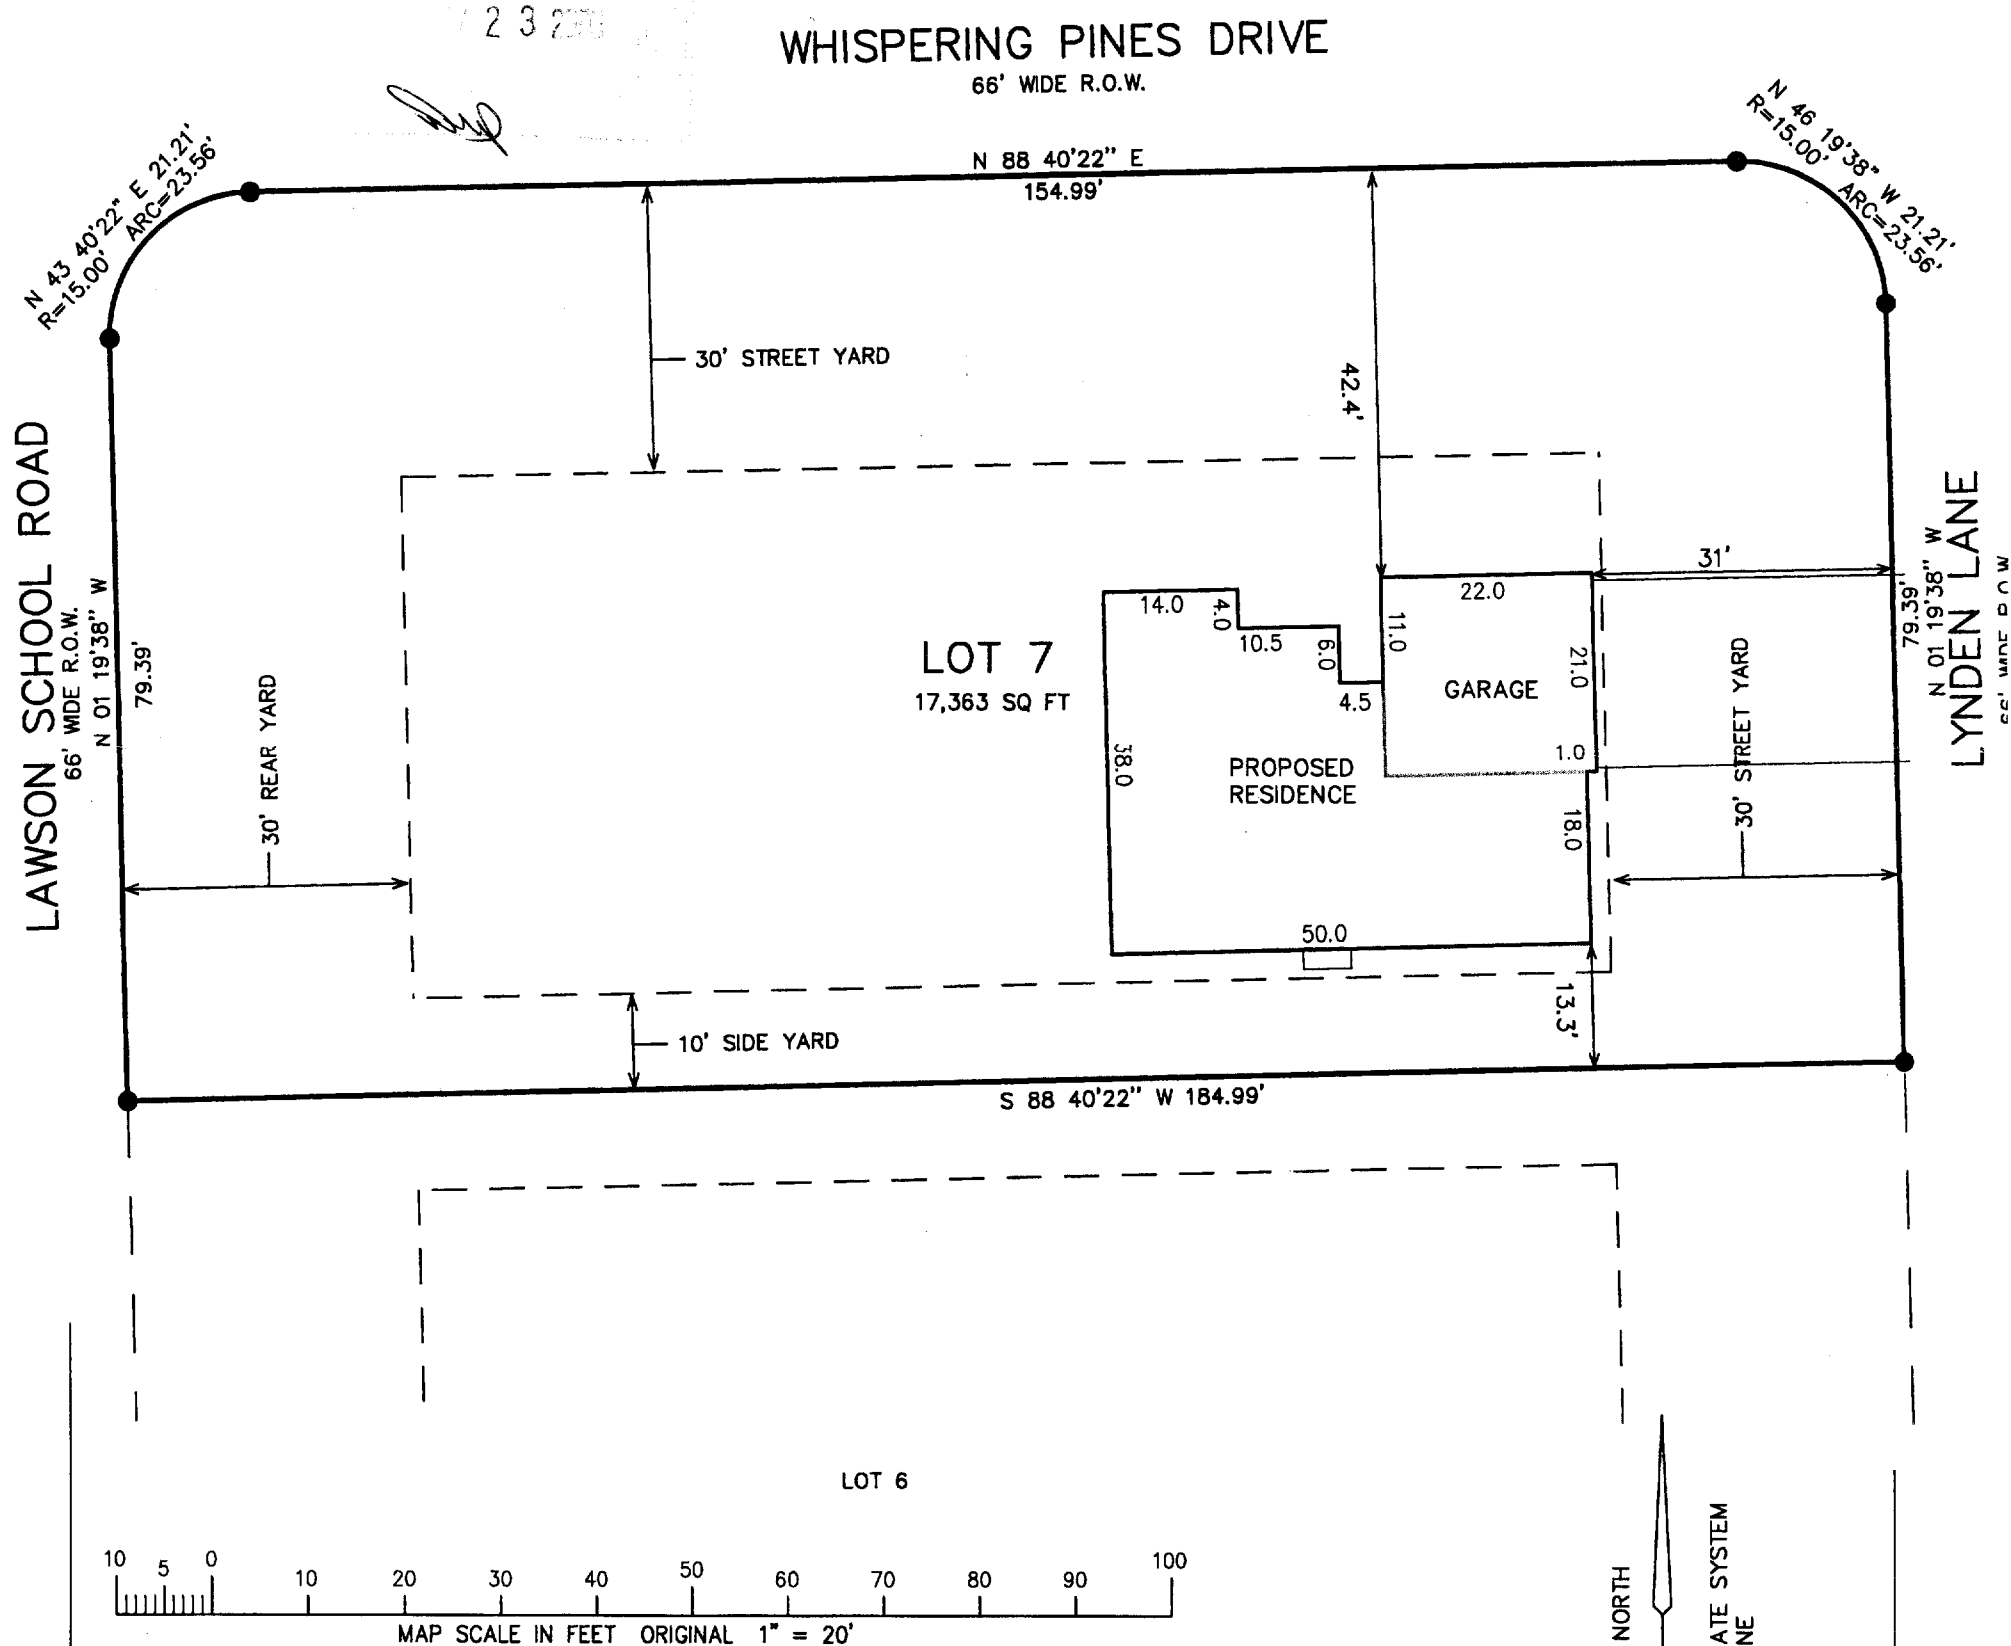 2 3
WHISPERING PINES DRIVE
66' WIDE R.O.W.
N 43 40'22" E 21.21'
R=15.00' ARC=23.56'
N 88 40'22" E
154.99'
N 46 19'38" W 21.21'
R=15.00' ARC=23.56'
30' STREET YARD
42.4'
LAWSON SCHOOL ROAD
66' WIDE R.O.W.
N 01 19'38" W
79.39'
30' REAR YARD
LOT 7
17,363 SQ FT
14.0
4.0
10.5
6.0
4.5
11.0
22.0
GARAGE
21.0
1.0
31'
38.0
PROPOSED
RESIDENCE
18.0
50.0
13.3'
30' STREET YARD
79.39'
N 01 19'38" W
LYNDEN LANE
66' WIDE R.O.W
10' SIDE YARD
S 88 40'22" W 184.99'
LOT 6
10 5 0 10 20 30 40 50 60 70 80 90 100
MAP SCALE IN FEET ORIGINAL 1" = 20'
NORTH
ATE SYSTEM
NE